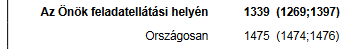 Az Önök feladatellátási helyén 1339 (1269;1397)
Országosan 1475 (1474;1476)